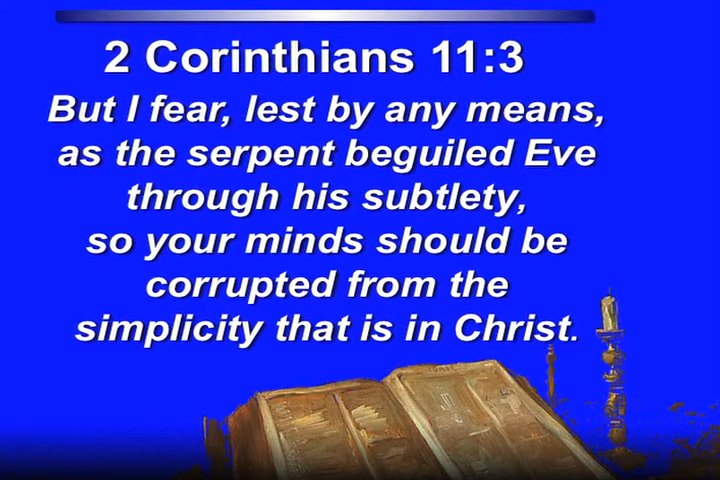 2 Corinthians 11:3
But I fear, lest by any means,
as the serpent beguiled Eve
through his subtlety,
so your minds should be
corrupted from the
simplicity that is in Christ.